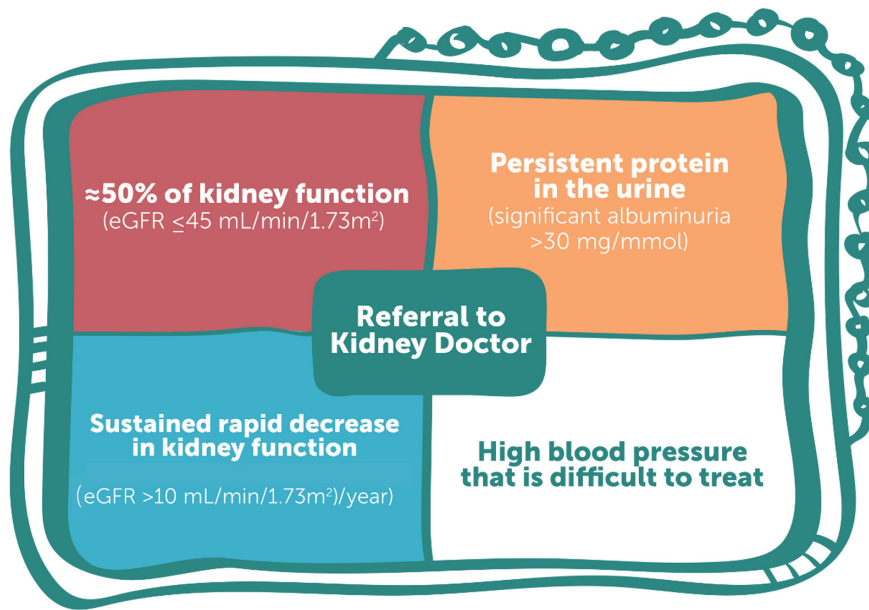 ≈50% of kidney function
(eGFR ≤45 mL/min/1.73m²)
Persistent protein
in the urine
(significant albuminuria
>30 mg/mmol)
Referral to
Kidney Doctor
Sustained rapid decrease
in kidney function
(eGFR >10 mL/min/1.73m²)/year)
High blood pressure
that is difficult to treat